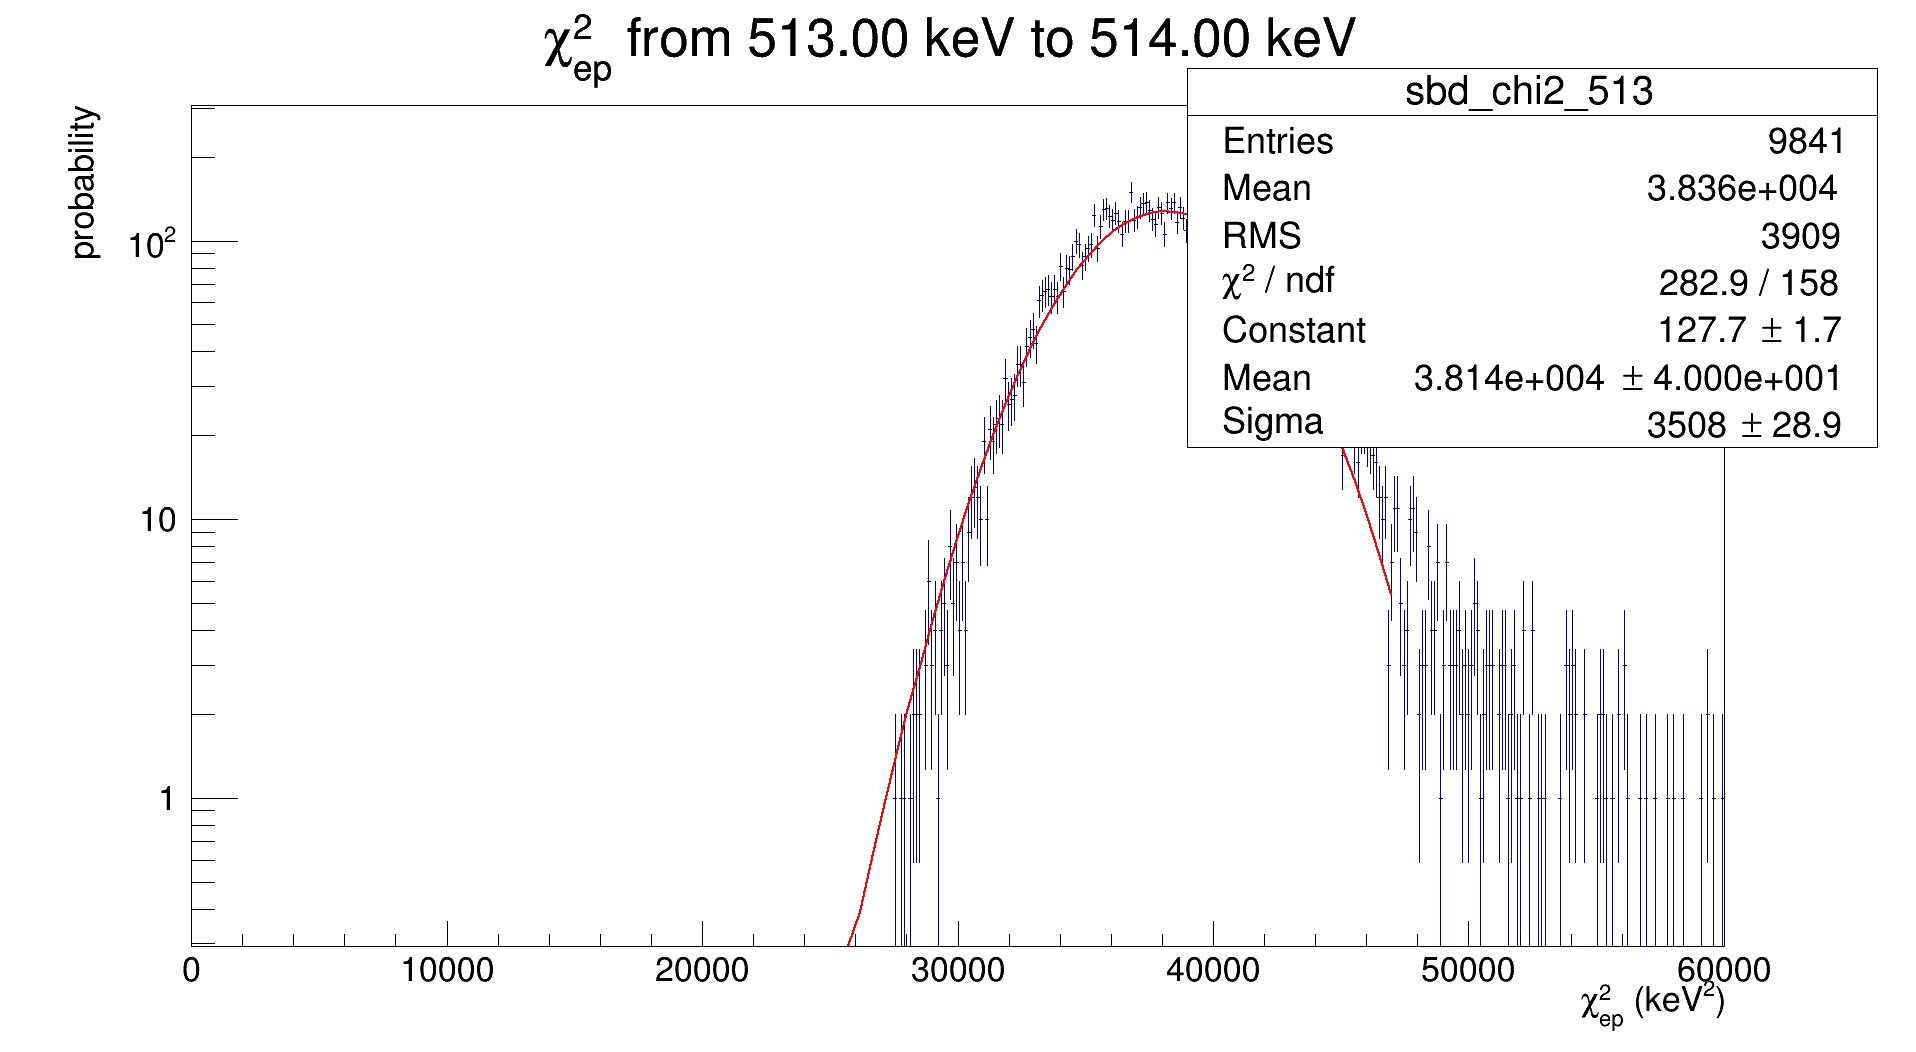 χ²ep from 513.00 keV to 514.00 keV
probability
sbd_chi2_513
Entries 9841
Mean 3.836e+004
RMS 3909
χ² / ndf 282.9 / 158
Constant 127.7 ± 1.7
Mean 3.814e+004 ± 4.000e+001
Sigma 3508 ± 28.9
10²
10
1
0 10000 20000 30000 40000 50000 60000
χ²ep (keV²)